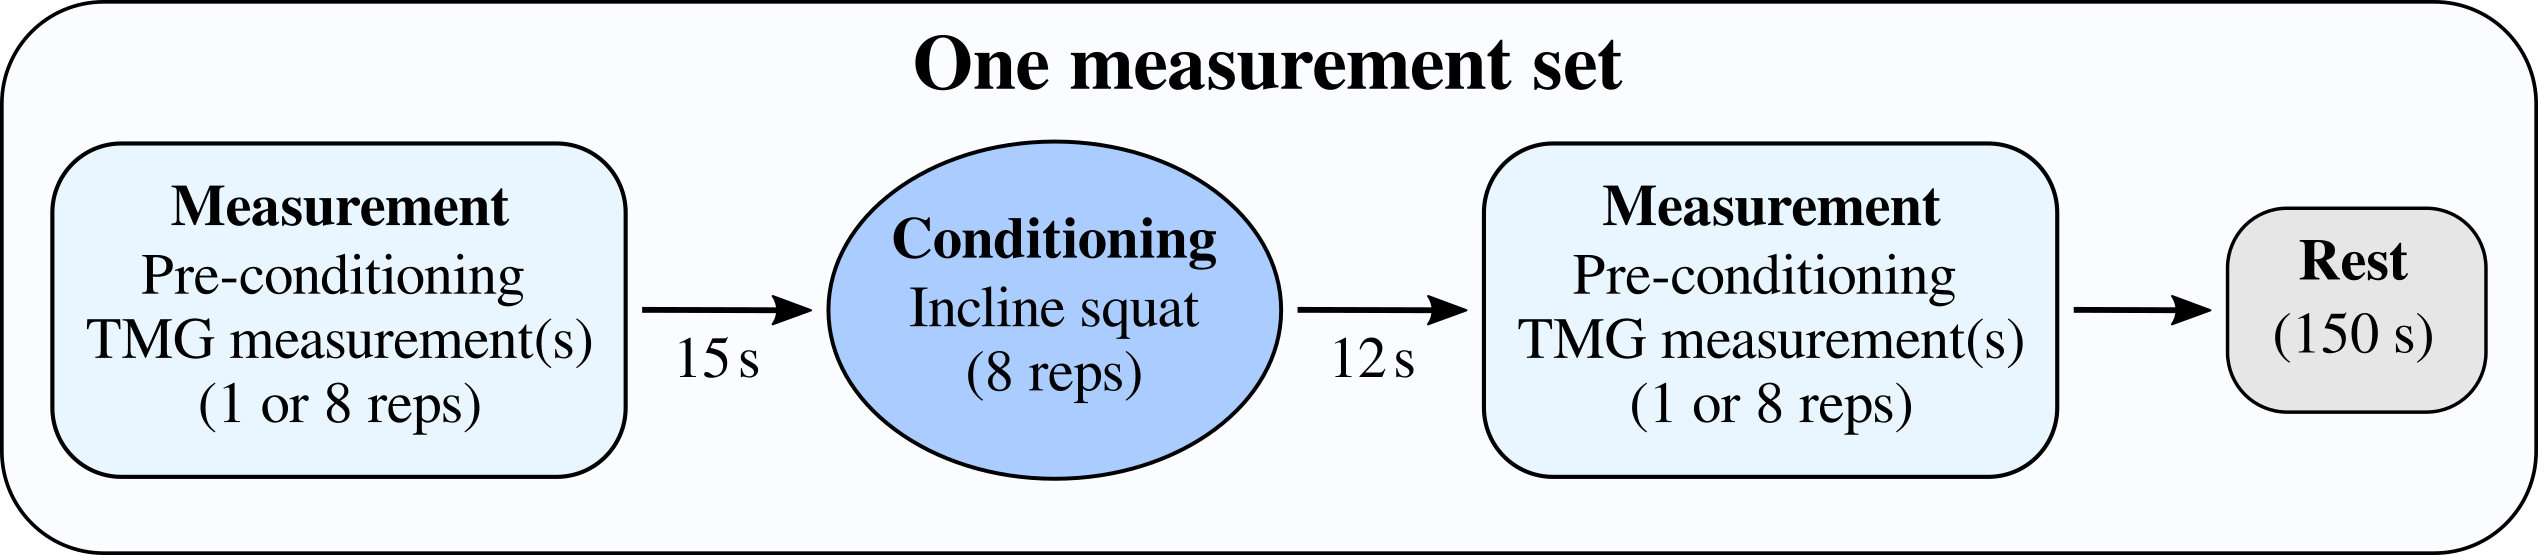 One measurement set
Measurement
Pre-conditioning
TMG measurement(s)
(1 or 8 reps)
15 s
Conditioning
Incline squat
(8 reps)
12 s
Measurement
Pre-conditioning
TMG measurement(s)
(1 or 8 reps)
Rest
(150 s)